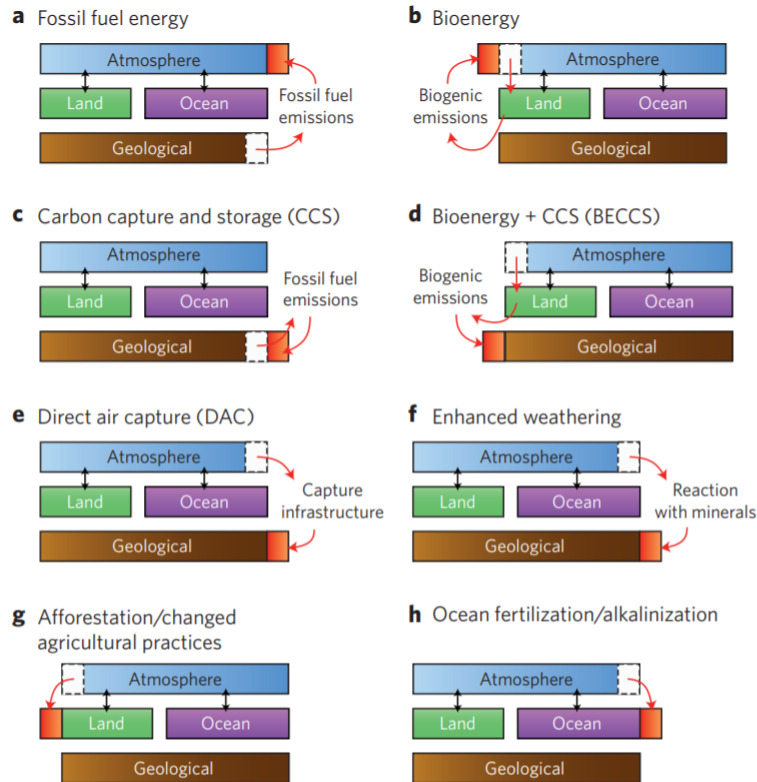 a Fossil fuel energy
Atmosphere
Land
Ocean
Geological
Fossil fuel
emissions
b Bioenergy
Atmosphere
Biogenic
emissions
Land
Ocean
Geological
c Carbon capture and storage (CCS)
Atmosphere
Land
Ocean
Geological
Fossil fuel
emissions
d Bioenergy + CCS (BECCS)
Atmosphere
Biogenic
emissions
Land
Ocean
Geological
e Direct air capture (DAC)
Atmosphere
Land
Ocean
Geological
Capture
infrastructure
f Enhanced weathering
Atmosphere
Land
Ocean
Geological
Reaction
with minerals
g Afforestation/changed
agricultural practices
Atmosphere
Land
Ocean
Geological
h Ocean fertilization/alkalinization
Atmosphere
Land
Ocean
Geological